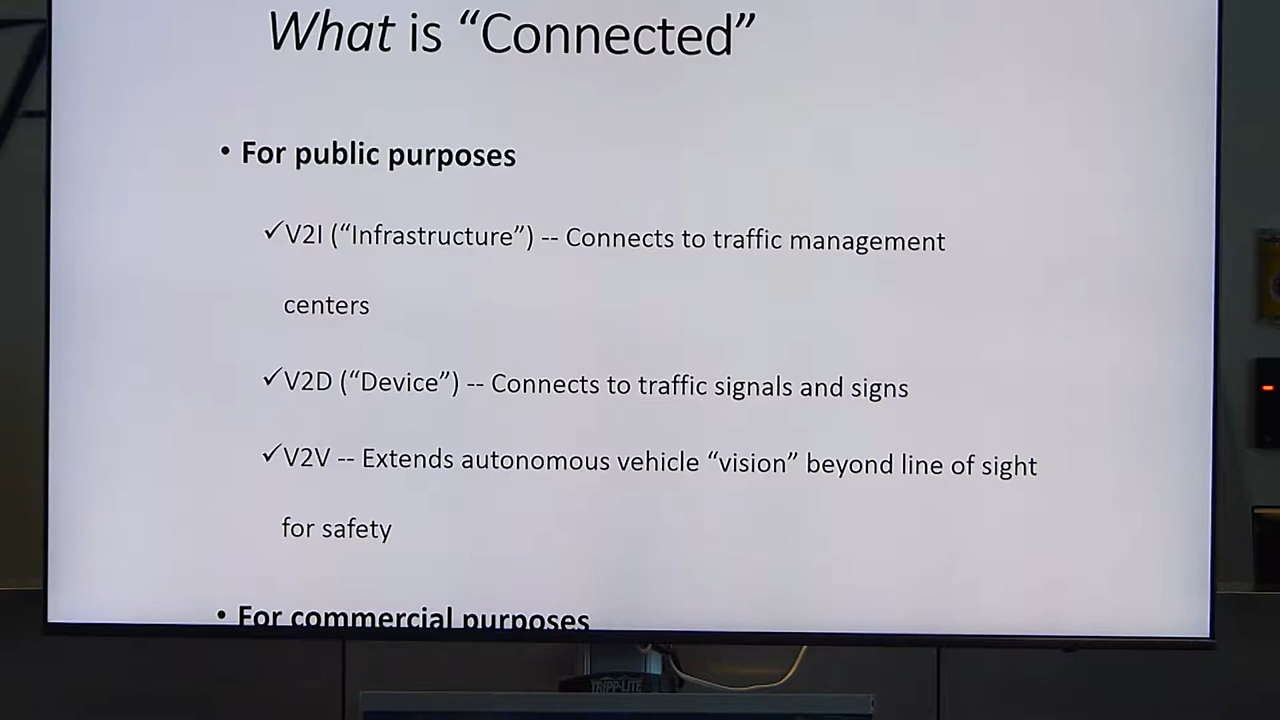 What is “Connected”
• For public purposes
✓V2I (“Infrastructure”) -- Connects to traffic management
centers
✓V2D (“Device”) -- Connects to traffic signals and signs
✓V2V -- Extends autonomous vehicle “vision” beyond line of sight
for safety
• For commercial purposes
TRIPP·LITE